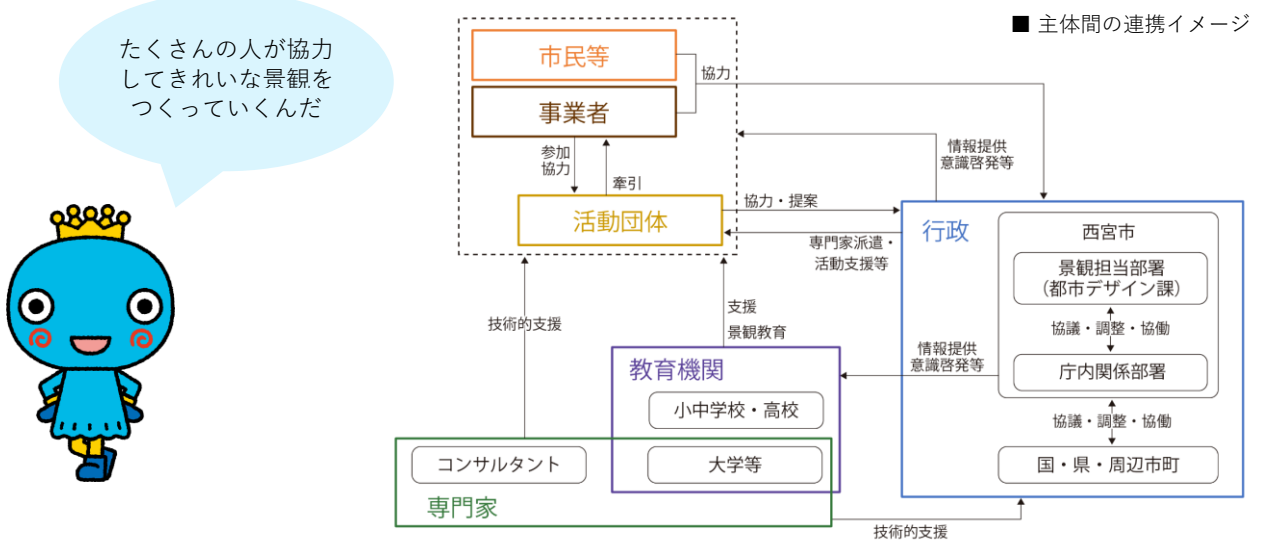 ■ 主体間の連携イメージ
たくさんの人が協力
してきれいな景観を
つくっていくんだ
市民等
事業者
協力
参加
協力
牽引
活動団体
情報提供
意識啓発等
協力・提案
専門家派遣・
活動支援等
行政
西宮市
景観担当部署
(都市デザイン課)
協議・調整・協働
庁内関係部署
協議・調整・協働
国・県・周辺市町
技術的支援
支援
景観教育
情報提供
意識啓発等
教育機関
小中学校・高校
コンサルタント
大学等
専門家
技術的支援